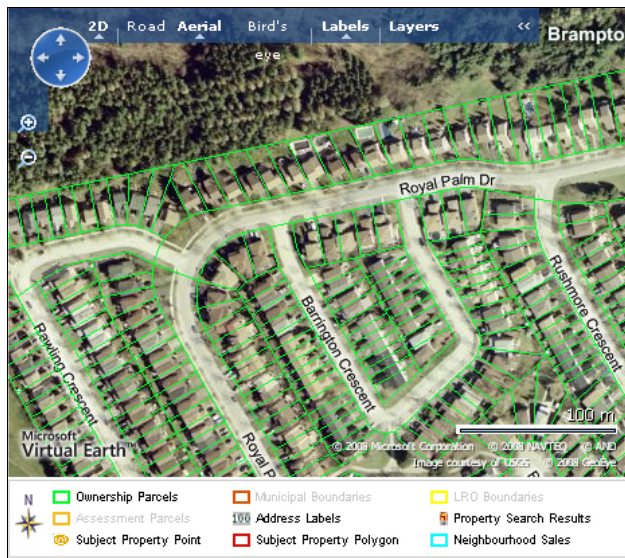 2D Road Aerial Bird's eye Labels Layers <<
Brampto
Royal Palm Dr
Rawling Crescent
Barrington Crescent
Rushmore Crescent
Royal P
100 m
Microsoft®
Virtual Earth™
© 2008 Microsoft Corporation © 2008 NAVTEQ © AND
Image courtesy of USGS © 2008 GeoEye
N
Ownership Parcels Municipal Boundaries LRO Boundaries
Assessment Parcels 100 Address Labels Property Search Results
Subject Property Point Subject Property Polygon Neighbourhood Sales